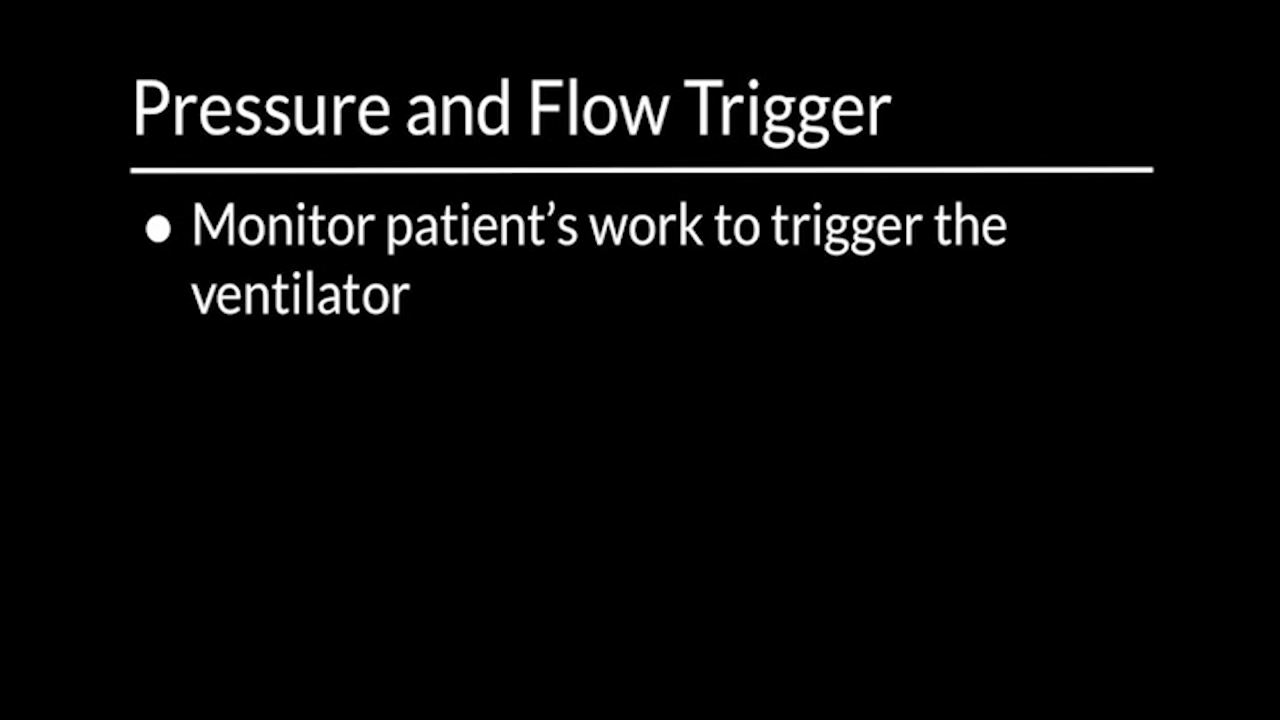 Pressure and Flow Trigger
● Monitor patient’s work to trigger the
ventilator